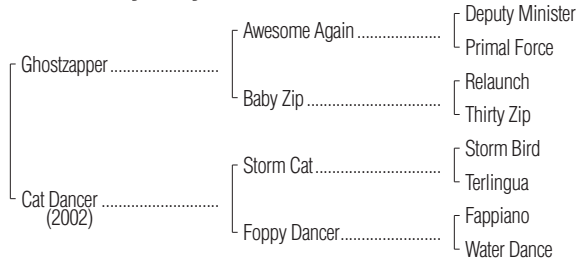 Deputy Minister
Awesome Again ....................
Primal Force
Ghostzapper ..........................
Relaunch
Baby Zip ................................
Thirty Zip
Storm Bird
Storm Cat ..............................
Terlingua
Cat Dancer ............................
(2002)
Fappiano
Foppy Dancer ........................
Water Dance